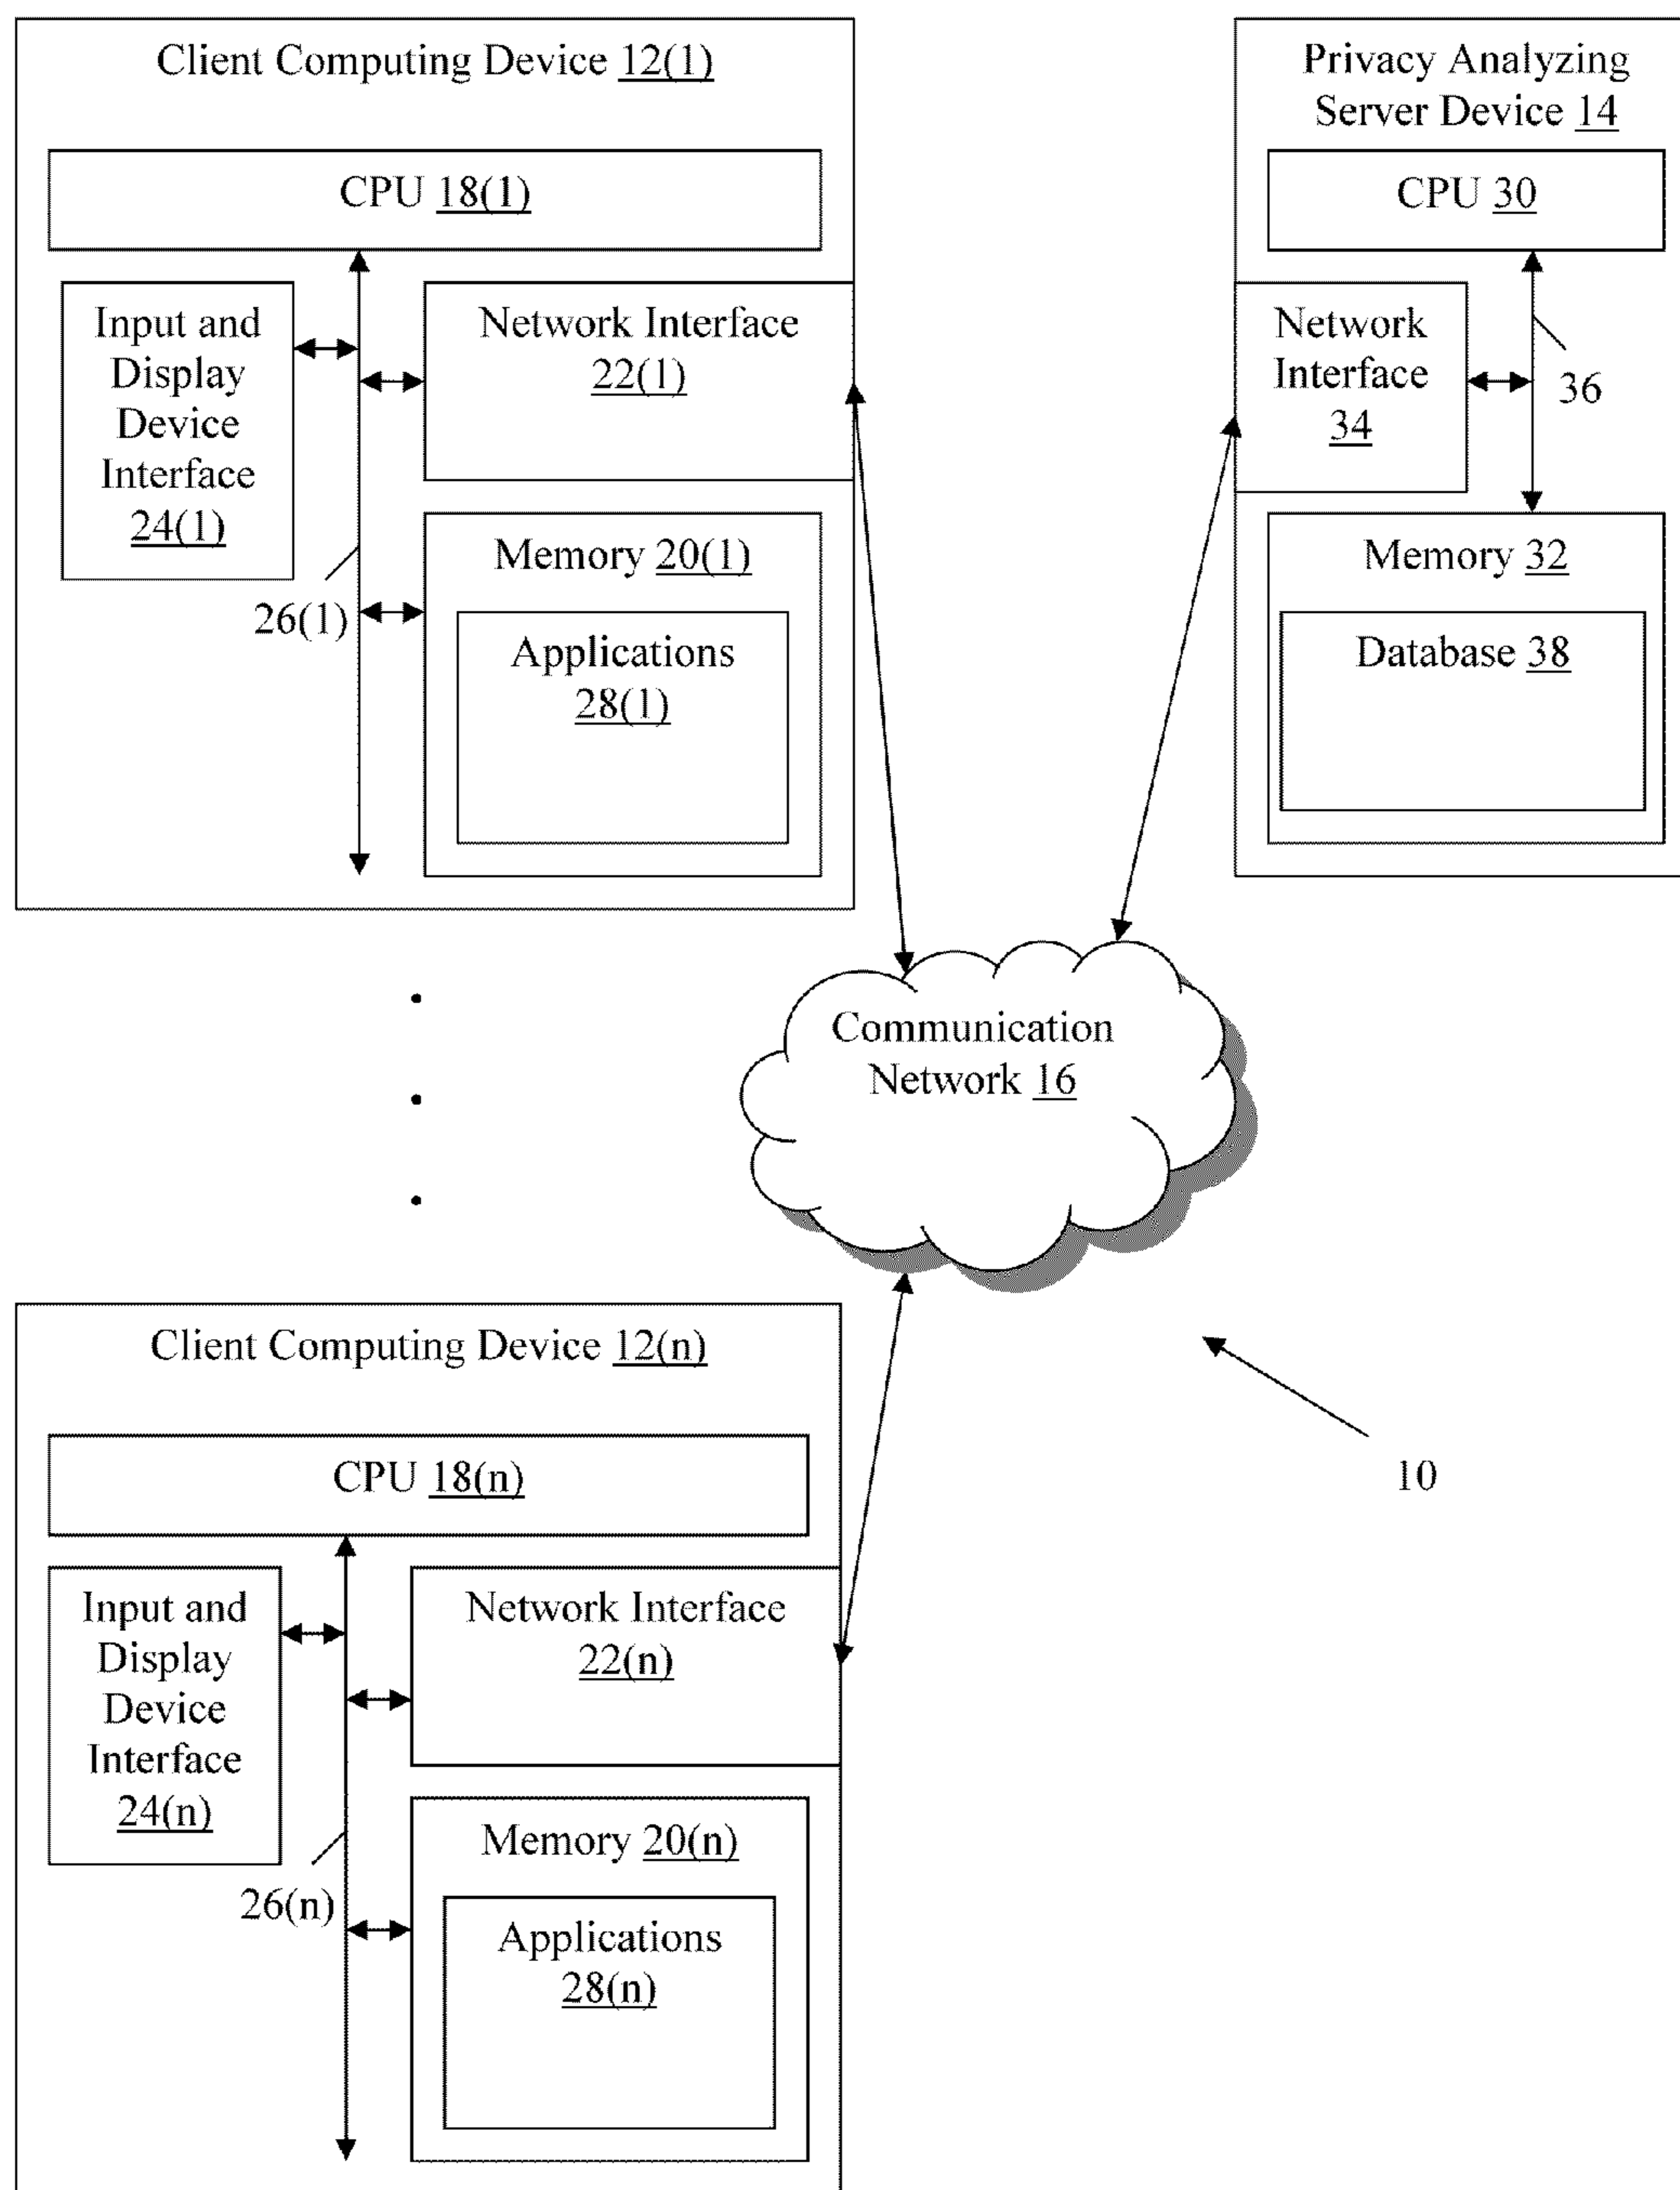 Client Computing Device 12(1)
CPU 18(1)
Input and
Display
Device
Interface
24(1)
Network Interface
22(1)
26(1)
Memory 20(1)
Applications
28(1)
Privacy Analyzing
Server Device 14
CPU 30
Network
Interface
34
36
Memory 32
Database 38
Communication
Network 16
10
Client Computing Device 12(n)
CPU 18(n)
Input and
Display
Device
Interface
24(n)
Network Interface
22(n)
26(n)
Memory 20(n)
Applications
28(n)